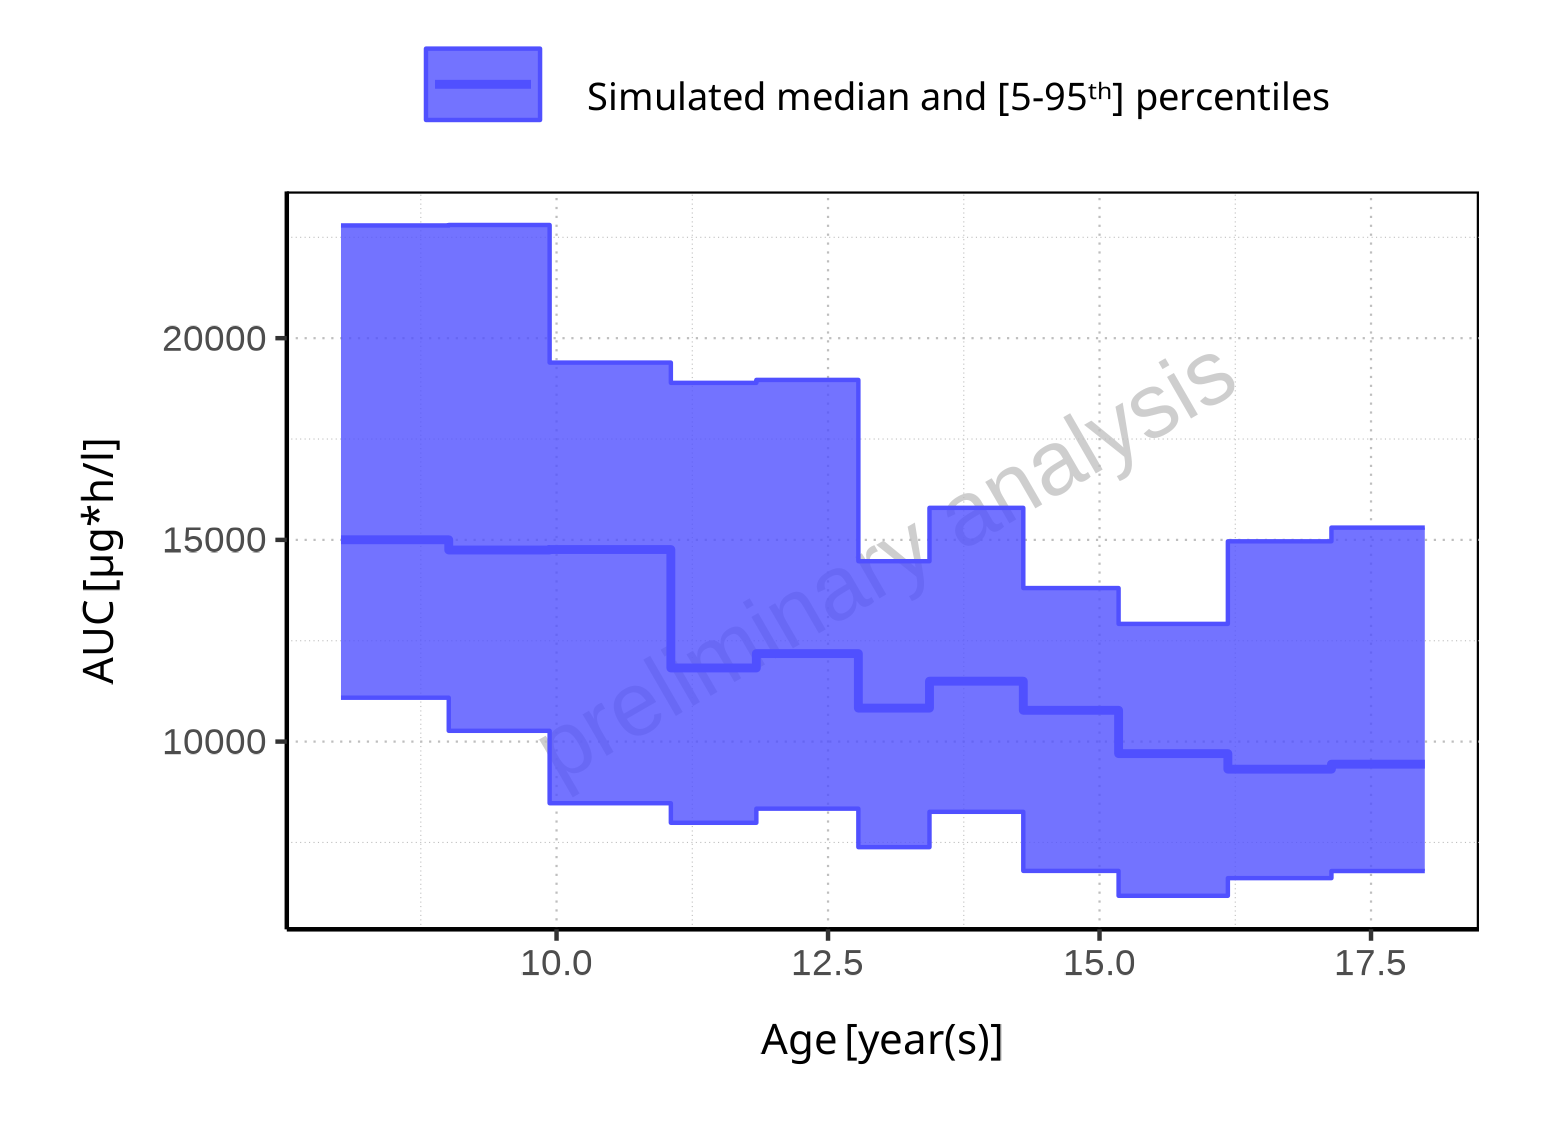 Simulated median and [5-95ᵗʰ] percentiles
20000
15000
10000
AUC [µg*h/l]
preliminary analysis
10.0 12.5 15.0 17.5
Age [year(s)]